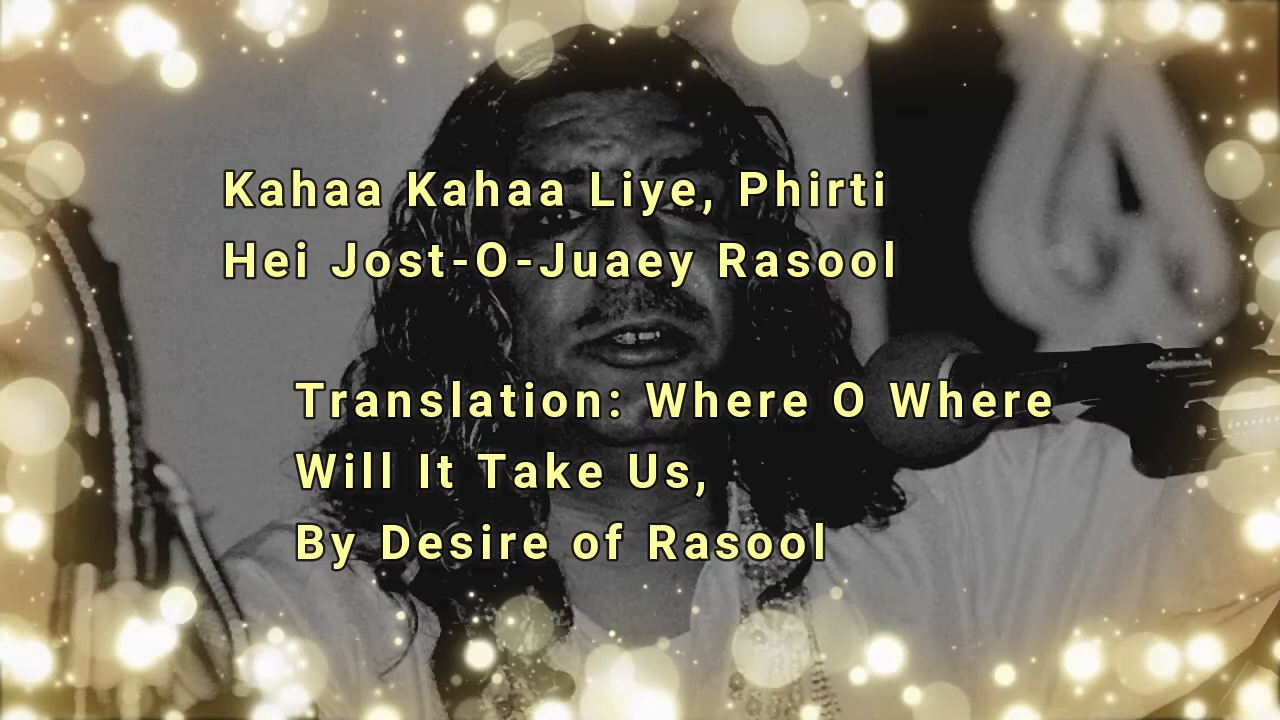 Kahaa Kahaa Liye, Phirti
Hei Jost-O-Juaey Rasool
Translation: Where O Where
Will It Take Us,
By Desire of Rasool